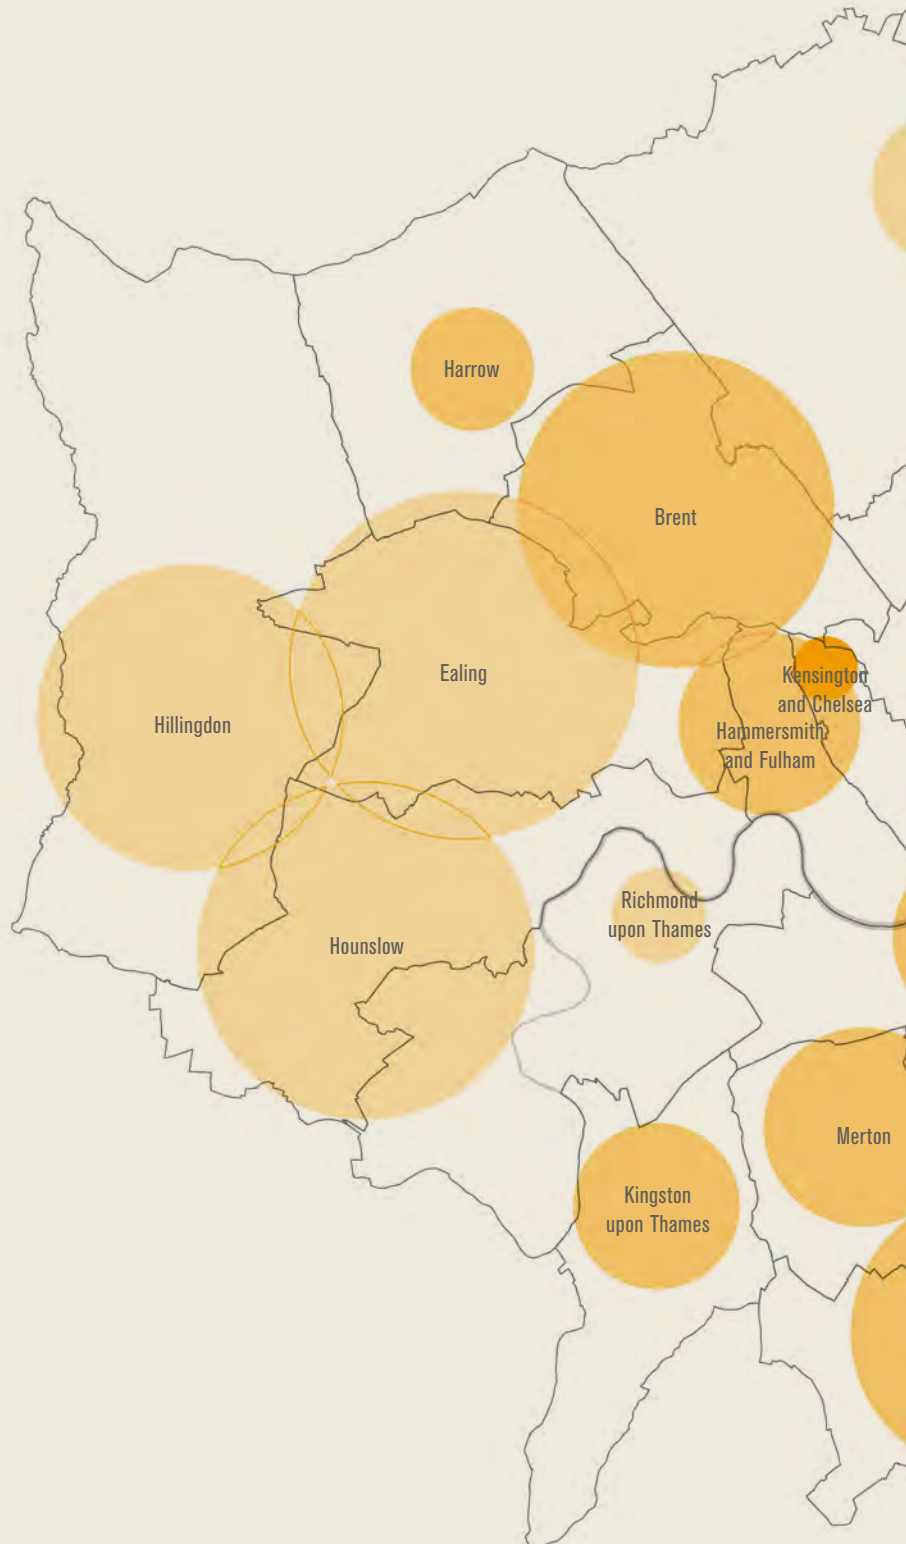 Harrow
Brent
Ealing
Kensington
and Chelsea
Hillingdon
Hammersmith
and Fulham
Richmond
upon Thames
Hounslow
Merton
Kingston
upon Thames